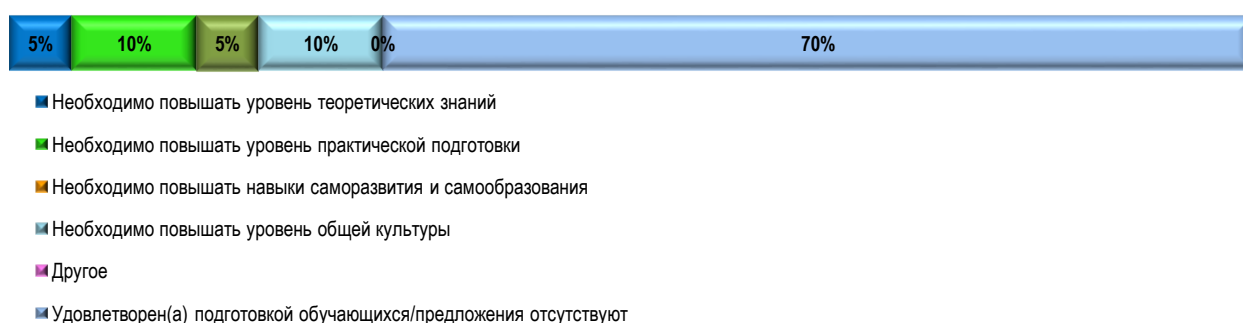 5% 10% 5% 10% 0% 70%
Необходимо повышать уровень теоретических знаний
Необходимо повышать уровень практической подготовки
Необходимо повышать навыки саморазвития и самообразования
Необходимо повышать уровень общей культуры
Другое
Удовлетворен(а) подготовкой обучающихся/предложения отсутствуют